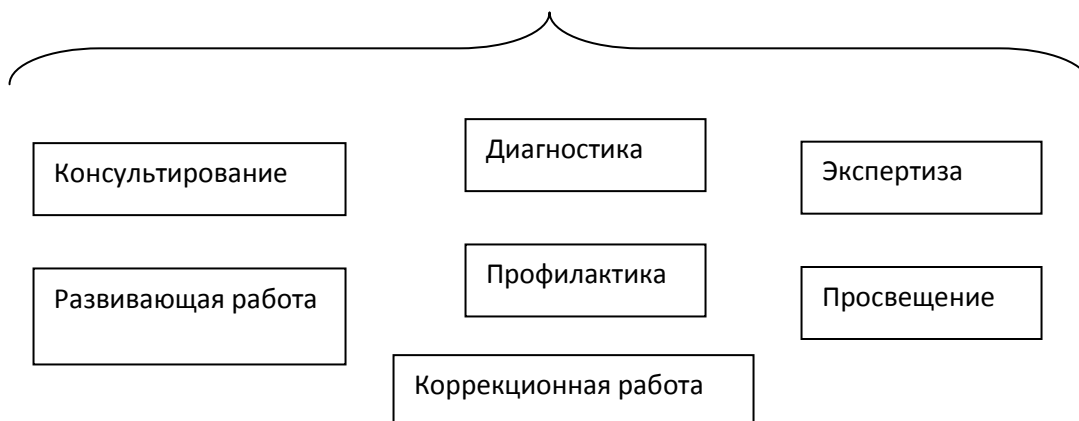 Консультирование
Диагностика
Экспертиза
Развивающая работа
Профилактика
Просвещение
Коррекционная работа